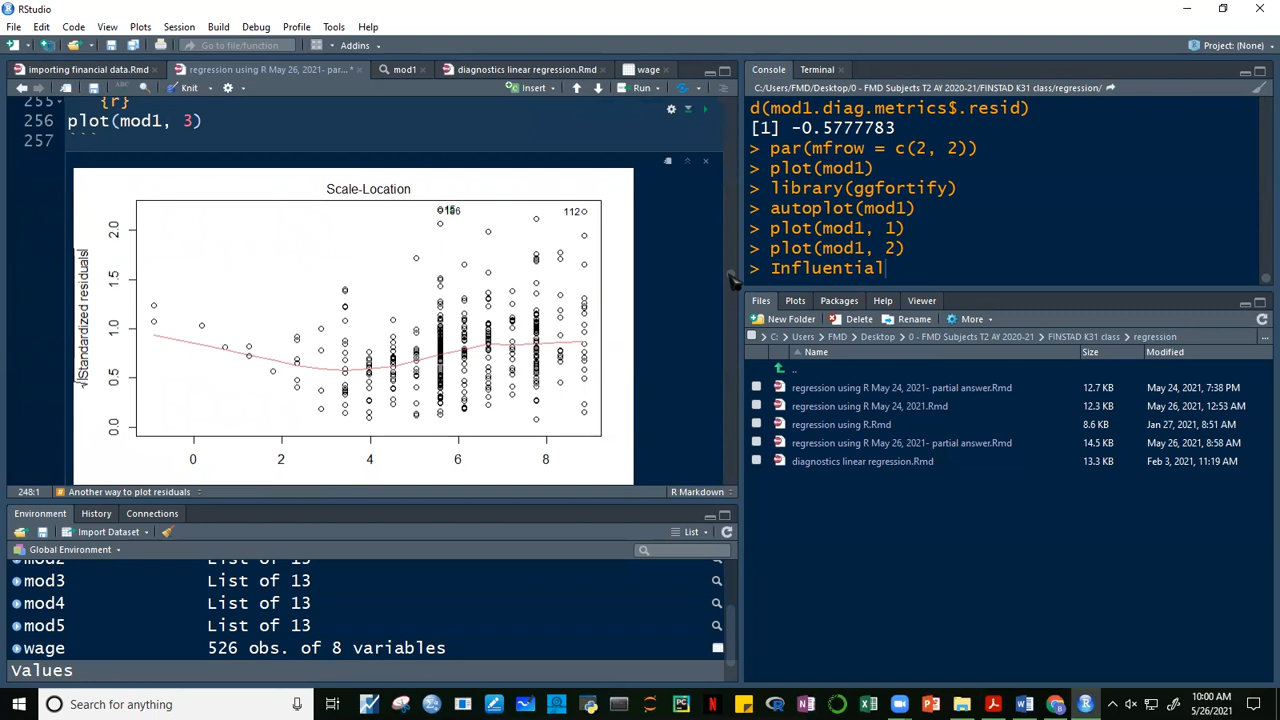 RStudio
File Edit Code View Plots Session Build Debug Profile Tools Help
Go to file/function Addins Project: (None)
importing financial data.Rmd regression using R May 26, 2021- part...* mod1 diagnostics linear regression.Rmd wage
Knit Insert Run
255
{r}
256 plot(mod1, 3)
257 ```
Scale-Location
112
√|Standardized residuals|
2.0
1.5
1.0
0.5
0.0
0 2 4 6 8
248:1 Another way to plot residuals R Markdown
Environment History Connections
Import Dataset List
Global Environment
mod2 List of 13
mod3 List of 13
mod4 List of 13
mod5 List of 13
wage 526 obs. of 8 variables
Values
Console Terminal
C:/Users/FMD/Desktop/0 - FMD Subjects T2 AY 2020-21/FINSTAD K31 class/regression/
d(mod1.diag.metrics$.resid)
[1] -0.5777783
> par(mfrow = c(2, 2))
> plot(mod1)
> library(ggfortify)
> autoplot(mod1)
> plot(mod1, 1)
> plot(mod1, 2)
> Influential
Files Plots Packages Help Viewer
New Folder Delete Rename More
C: Users FMD Desktop 0 - FMD Subjects T2 AY 2020-21 FINSTAD K31 class regression ...
Name Size Modified
..
regression using R May 24, 2021- partial answer.Rmd 12.7 KB May 24, 2021, 7:38 PM
regression using R May 24, 2021.Rmd 12.3 KB May 26, 2021, 12:53 AM
regression using R.Rmd 8.6 KB Jan 27, 2021, 8:51 AM
regression using R May 26, 2021- partial answer.Rmd 14.5 KB May 26, 2021, 8:58 AM
diagnostics linear regression.Rmd 13.3 KB Feb 3, 2021, 11:19 AM
Search for anything
10:00 AM
5/26/2021